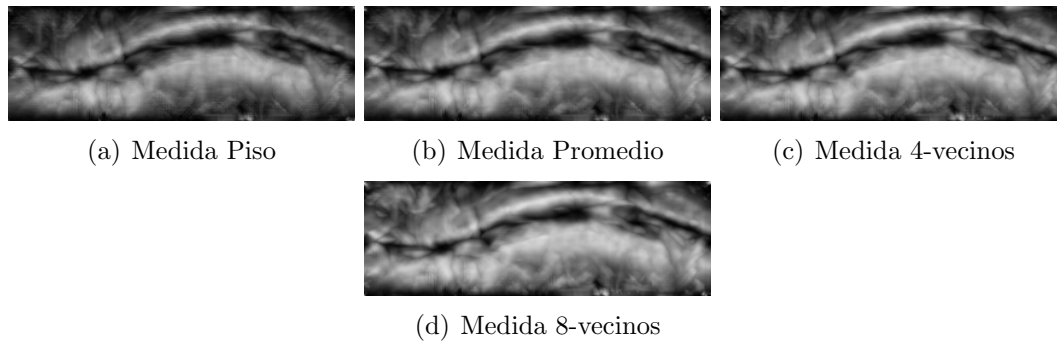 (a) Medida Piso
(b) Medida Promedio
(c) Medida 4-vecinos
(d) Medida 8-vecinos